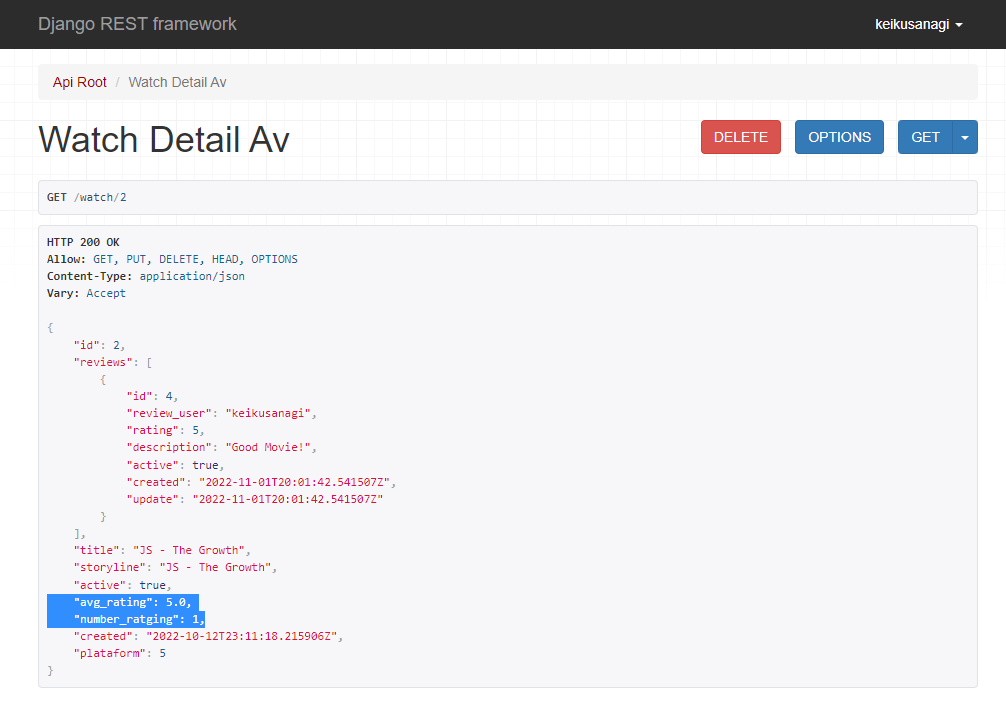 Django REST framework
keikusanagi
Api Root / Watch Detail Av
Watch Detail Av
DELETE
OPTIONS
GET
GET /watch/2
HTTP 200 OK
Allow: GET, PUT, DELETE, HEAD, OPTIONS
Content-Type: application/json
Vary: Accept
{
    "id": 2,
    "reviews": [
        {
            "id": 4,
            "review_user": "keikusanagi",
            "rating": 5,
            "description": "Good Movie!",
            "active": true,
            "created": "2022-11-01T20:01:42.541507Z",
            "update": "2022-11-01T20:01:42.541507Z"
        }
    ],
    "title": "JS - The Growth",
    "storyline": "JS - The Growth",
    "active": true,
    "avg_rating": 5.0,
    "number_ratging": 1,
    "created": "2022-10-12T23:11:18.215906Z",
    "plataform": 5
}